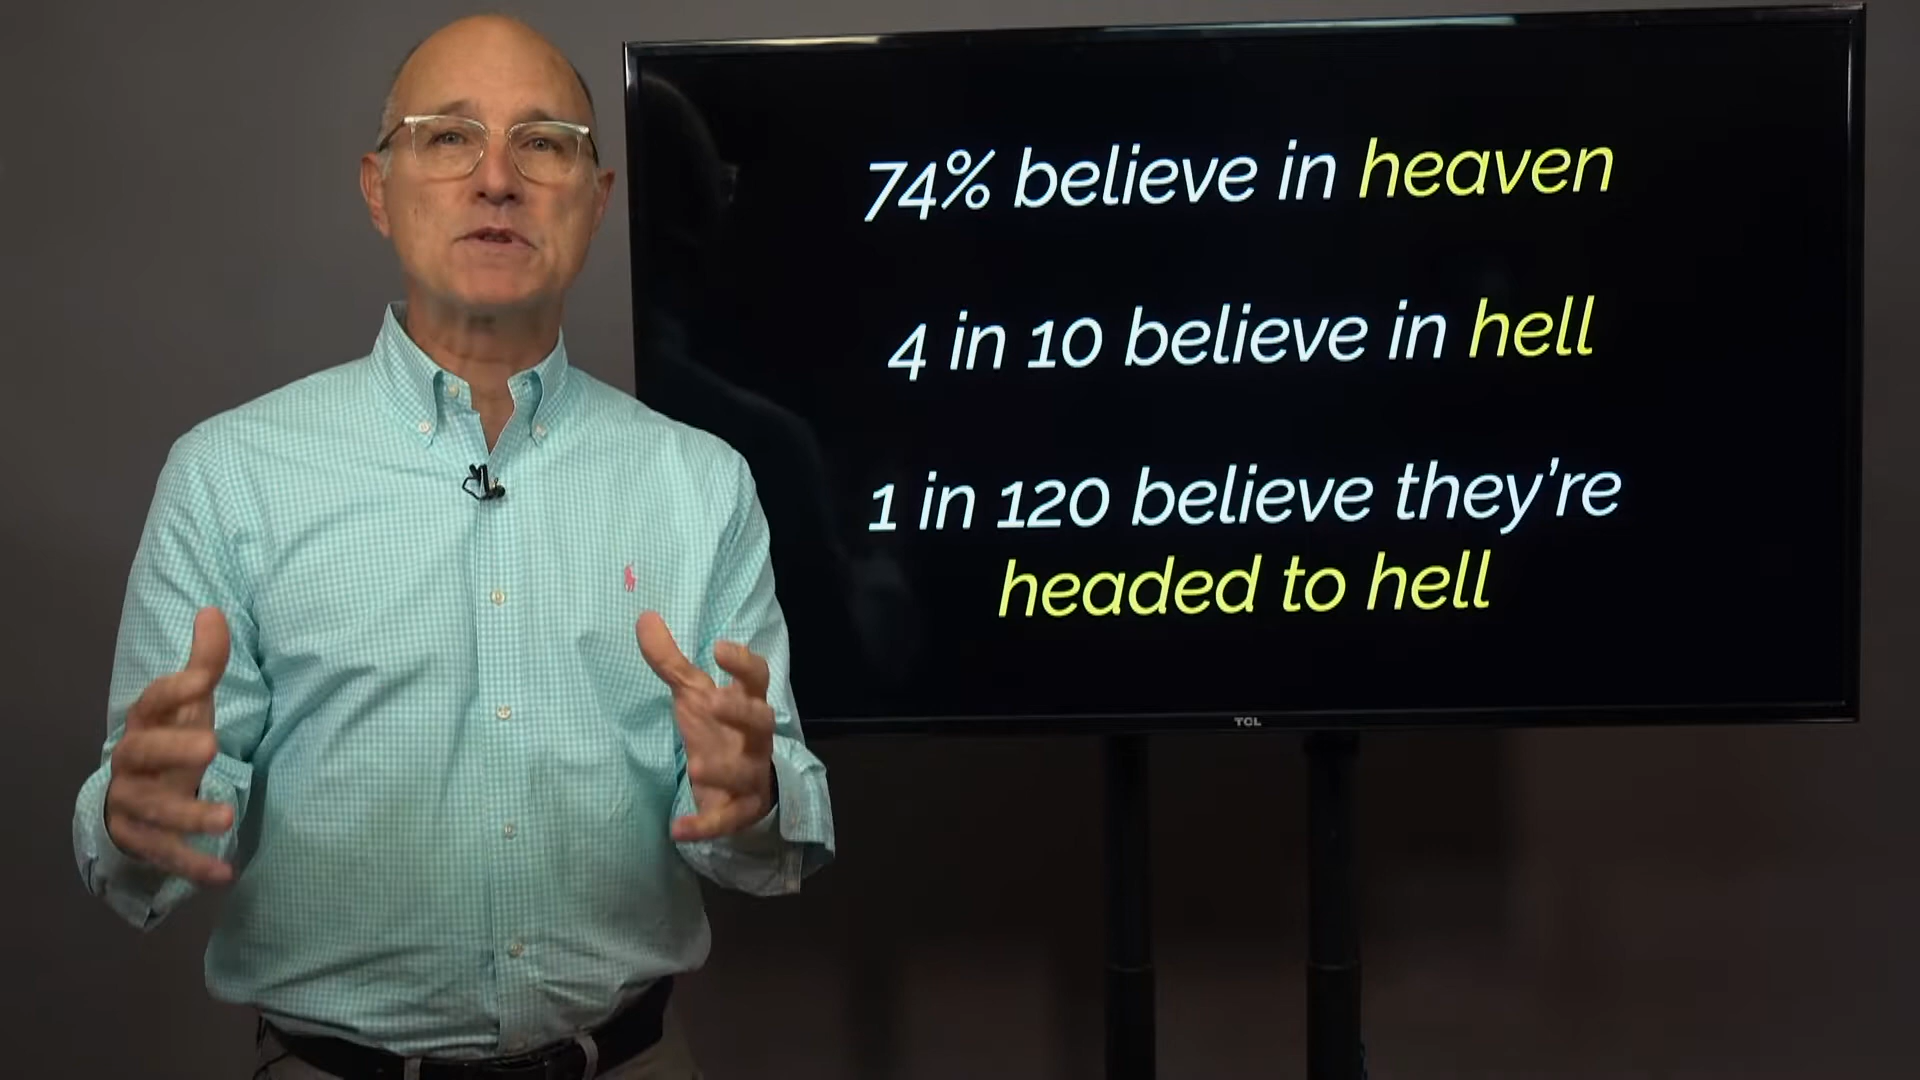 74% believe in heaven
4 in 10 believe in hell
1 in 120 believe they’re
headed to hell
TCL